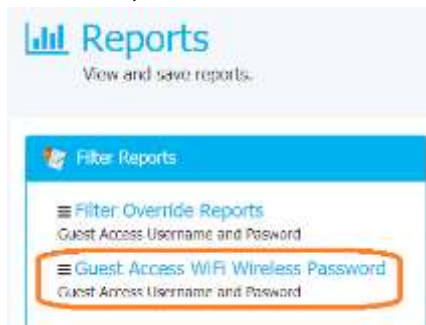 Reports
View and save reports.
Filter Reports
Filter Override Reports
Guest Access Username and Pasword
Guest Access WiFi Wireless Password
Guest Access Username and Pasword